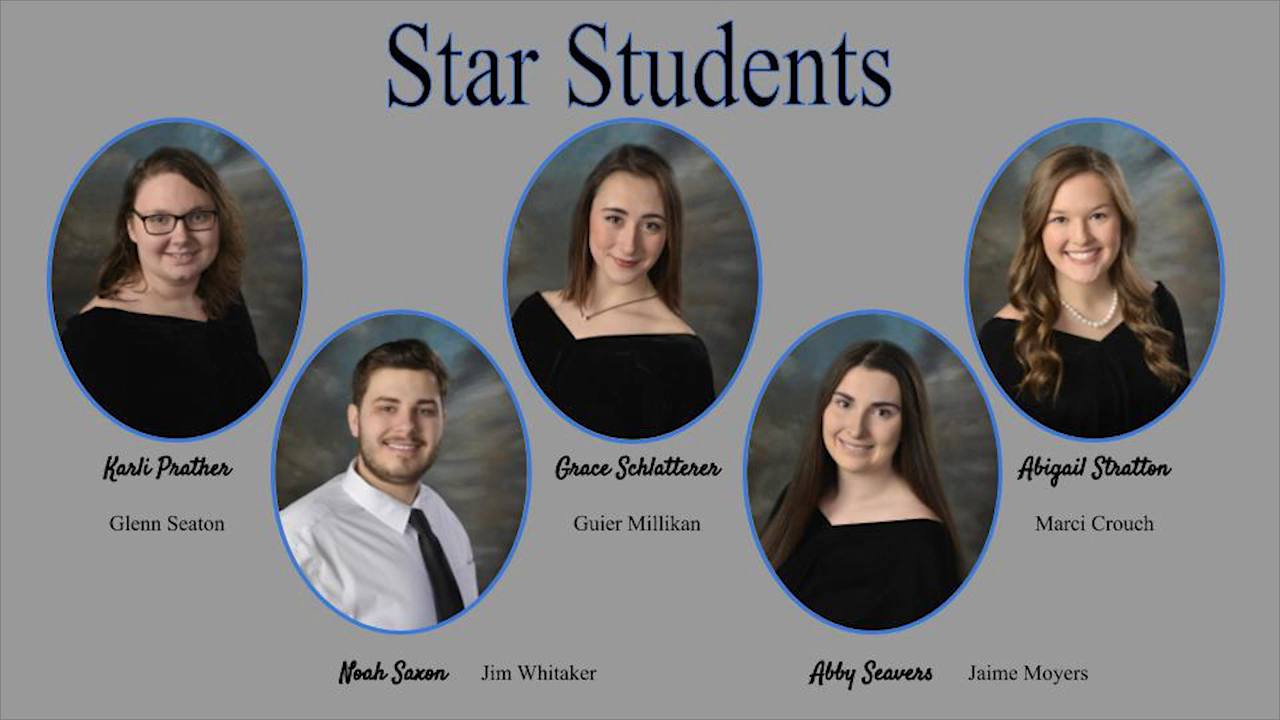 Star Students
Karli Prather
Grace Schlatterer
Abigail Stratton
Glenn Seaton
Guier Millikan
Marci Crouch
Noah Saxon Jim Whitaker
Abby Seavers Jaime Moyers